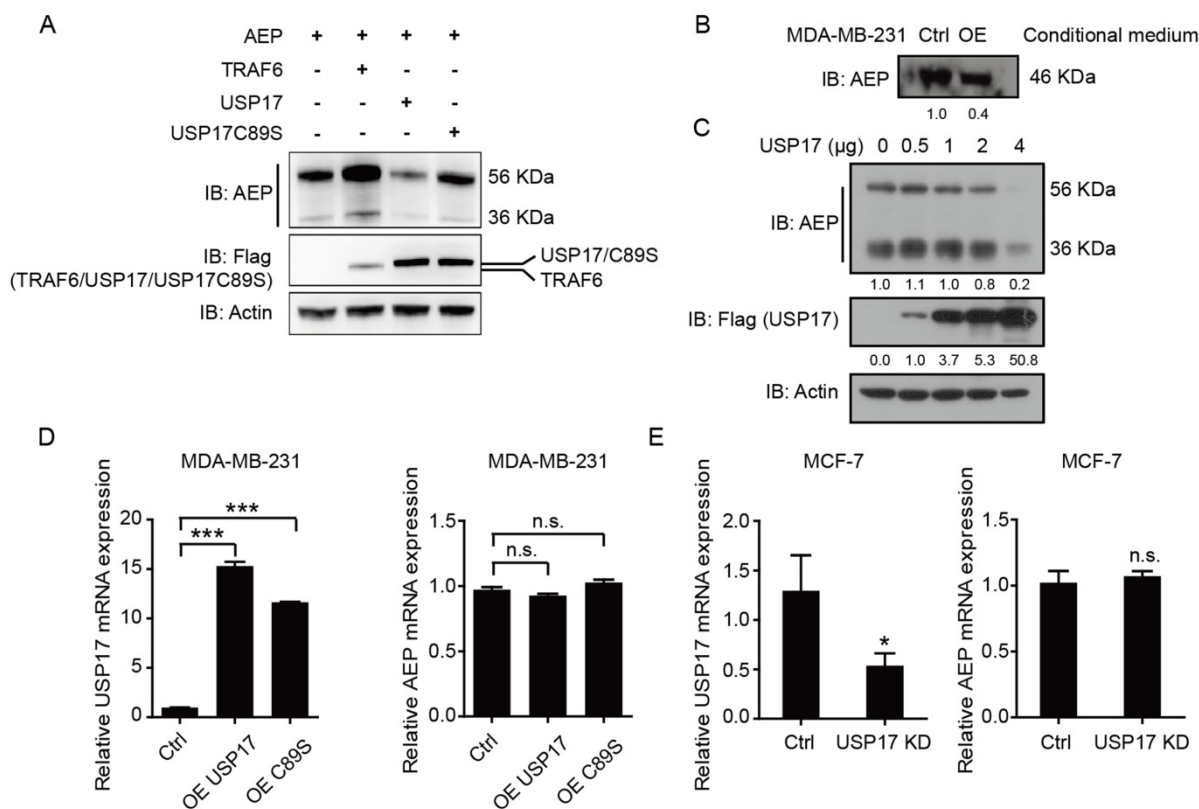 A
AEP + + + +
TRAF6 - + - -
USP17 - - + -
USP17C89S - - - +
IB: AEP
56 KDa
36 KDa
IB: Flag
(TRAF6/USP17/USP17C89S)
USP17/C89S
TRAF6
IB: Actin
B
MDA-MB-231 Ctrl OE Conditional medium
IB: AEP
46 KDa
1.0 0.4
C
USP17 (μg) 0 0.5 1 2 4
IB: AEP
56 KDa
36 KDa
1.0 1.1 1.0 0.8 0.2
IB: Flag (USP17)
0.0 1.0 3.7 5.3 50.8
IB: Actin
D
MDA-MB-231
Relative USP17 mRNA expression
20
15
10
5
0
***
***
Ctrl
OE USP17
OE C89S
MDA-MB-231
Relative AEP mRNA expression
1.5
1.0
0.5
0.0
n.s.
n.s.
Ctrl
OE USP17
OE C89S
E
MCF-7
Relative USP17 mRNA expression
2.0
1.5
1.0
0.5
0.0
*
Ctrl
USP17 KD
MCF-7
Relative AEP mRNA expression
1.5
1.0
0.5
0.0
n.s.
Ctrl
USP17 KD